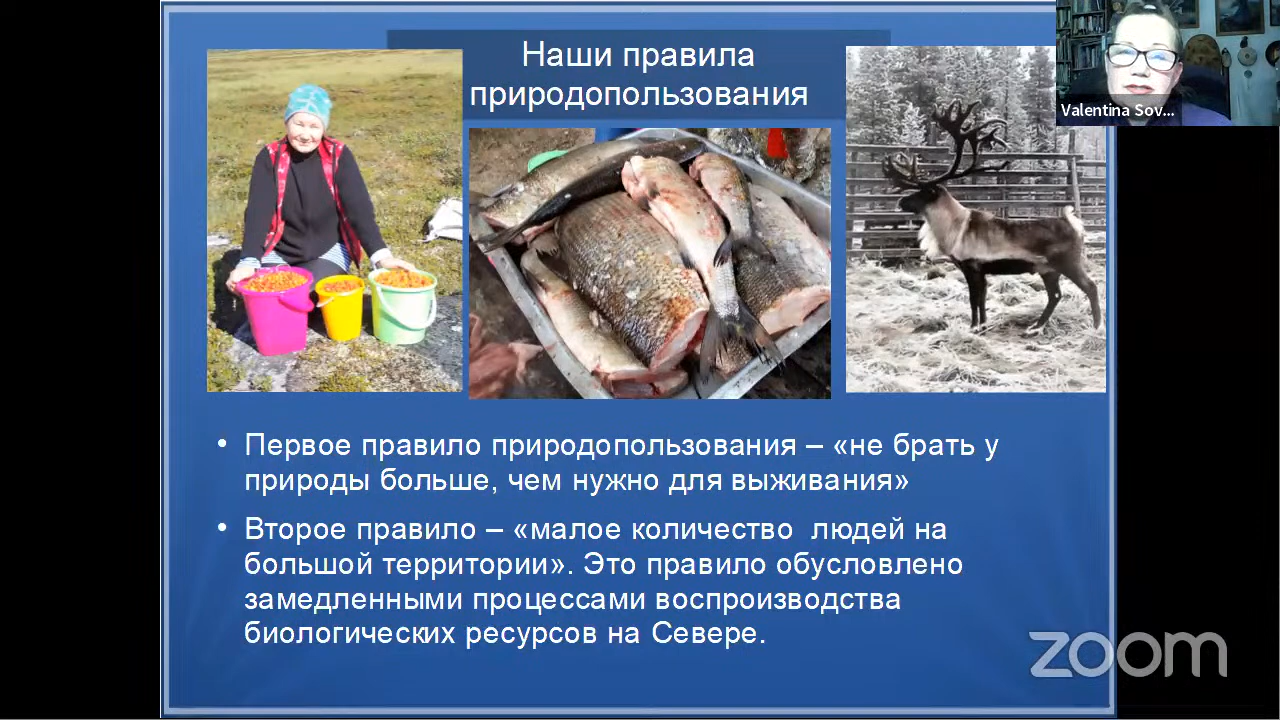 Наши правила
природопользования
Valentina Sov...
• Первое правило природопользования – «не брать у
природы больше, чем нужно для выживания»
• Второе правило – «малое количество  людей на
большой территории». Это правило обусловлено
замедленными процессами воспроизводства
биологических ресурсов на Севере.
zoom